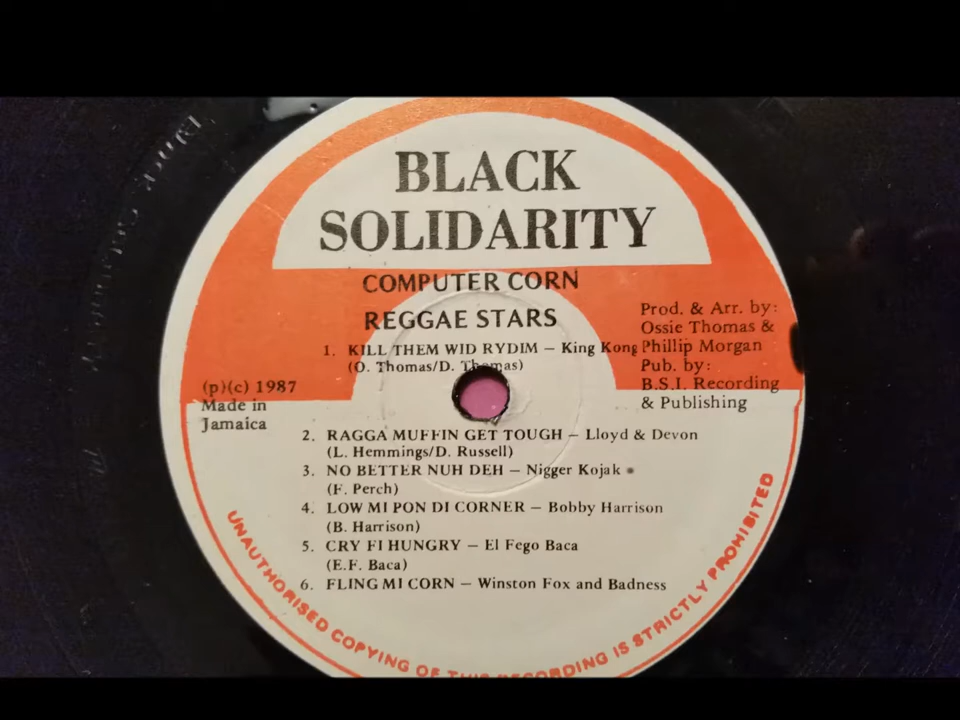 BLACK
SOLIDARITY
COMPUTER CORN
REGGAE STARS
1. KILL THEM WID RYDIM – King Kong
(O. Thomas/D. Thomas)
Prod. & Arr. by:
Ossie Thomas &
Phillip Morgan
Pub. by:
B.S.I. Recording
& Publishing
(p)(c) 1987
Made in
Jamaica
2. RAGGA MUFFIN GET TOUGH – Lloyd & Devon
(L. Hemmings/D. Russell)
3. NO BETTER NUH DEH – Nigger Kojak
(F. Perch)
4. LOW MI PON DI CORNER – Bobby Harrison
(B. Harrison)
5. CRY FI HUNGRY – El Fego Baca
(E.F. Baca)
6. FLING MI CORN – Winston Fox and Badness
UNAUTHORISED COPYING OF THIS RECORDING IS STRICTLY PROHIBITED